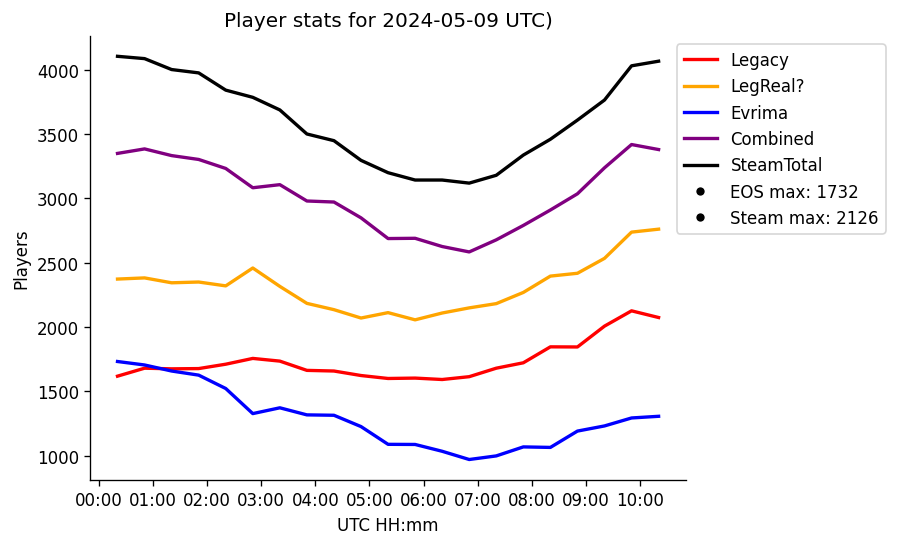 Player stats for 2024-05-09 UTC)
Legacy
LegReal?
Evrima
Combined
SteamTotal
EOS max: 1732
Steam max: 2126
Players
4000
3500
3000
2500
2000
1500
1000
00:00 01:00 02:00 03:00 04:00 05:00 06:00 07:00 08:00 09:00 10:00
UTC HH:mm